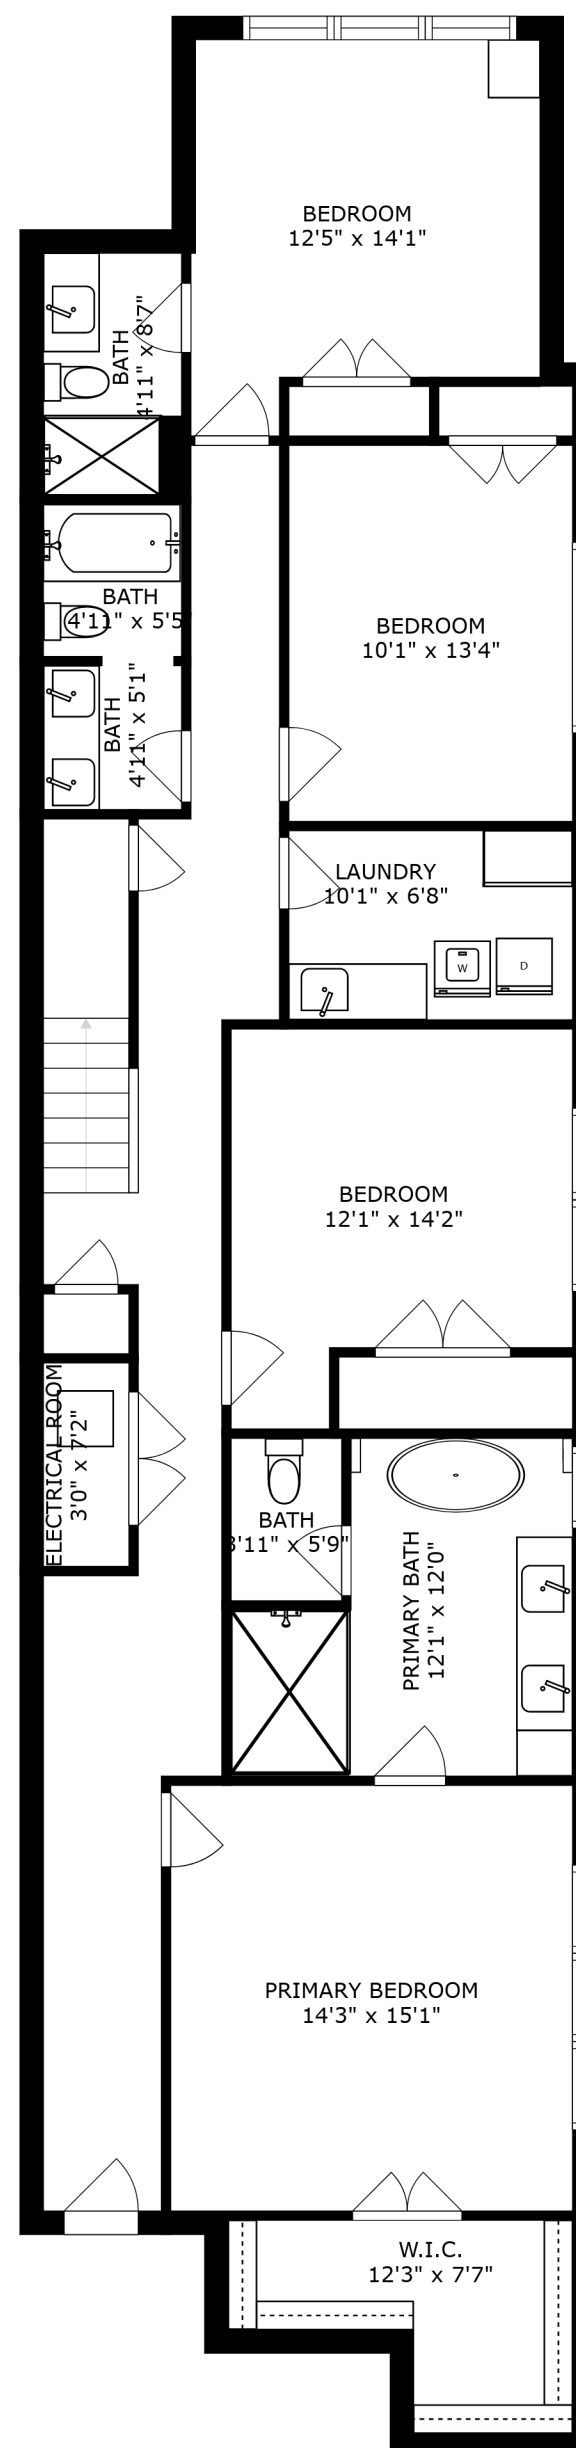 BEDROOM
12'5" x 14'1"
BATH
4'11" x 8'7"
BATH
4'11" x 5'5"
BEDROOM
10'1" x 13'4"
BATH
4'11" x 5'1"
LAUNDRY
10'1" x 6'8"
W
D
BEDROOM
12'1" x 14'2"
ELECTRICAL ROOM
3'0" x 7'2"
BATH
3'11" x 5'9"
PRIMARY BATH
12'1" x 12'0"
PRIMARY BEDROOM
14'3" x 15'1"
W.I.C.
12'3" x 7'7"